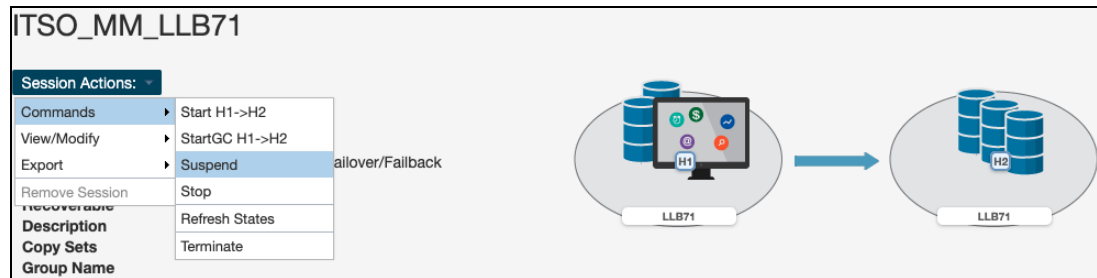 ITSO_MM_LLB71
Session Actions:
Commands
View/Modify
Export
Remove Session
Start H1->H2
StartGC H1->H2
Suspend
Stop
Refresh States
Terminate
ailover/Failback
Recoverable
Description
Copy Sets
Group Name
H1
LLB71
H2
LLB71